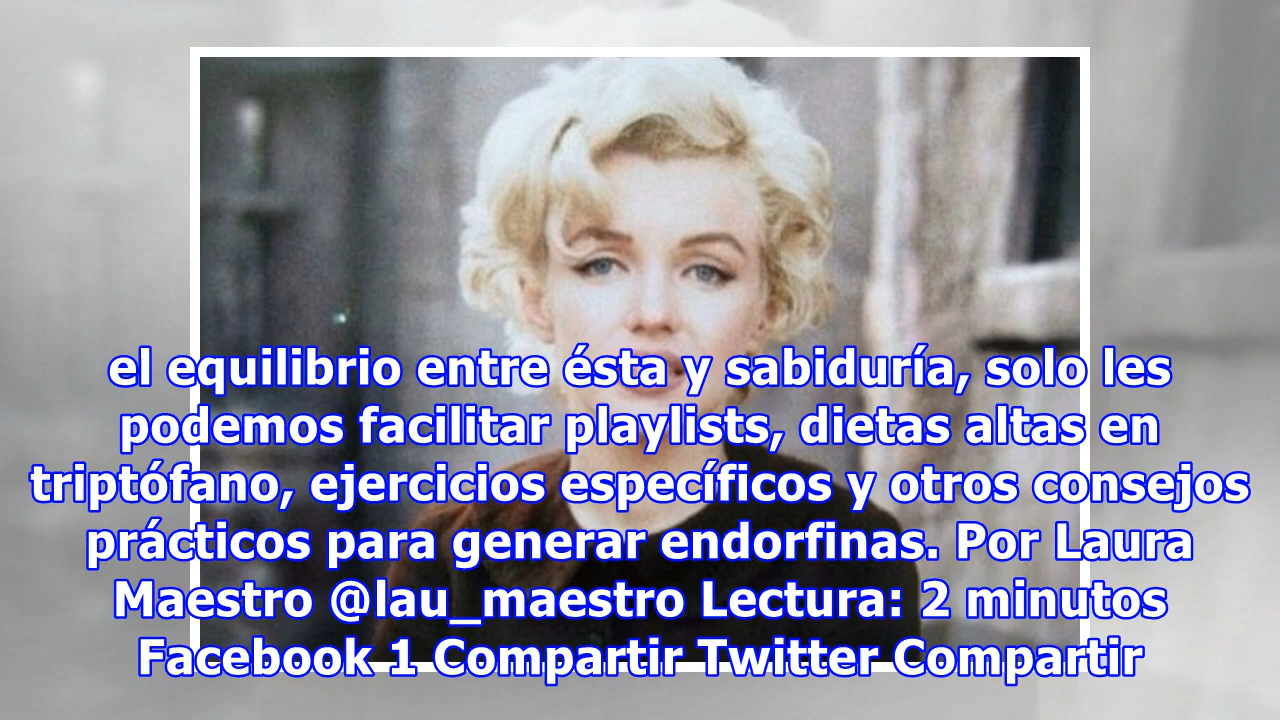 el equilibrio entre ésta y sabiduría, solo les
podemos facilitar playlists, dietas altas en
triptófano, ejercicios específicos y otros consejos
prácticos para generar endorfinas. Por Laura
Maestro @lau_maestro Lectura: 2 minutos
Facebook 1 Compartir Twitter Compartir